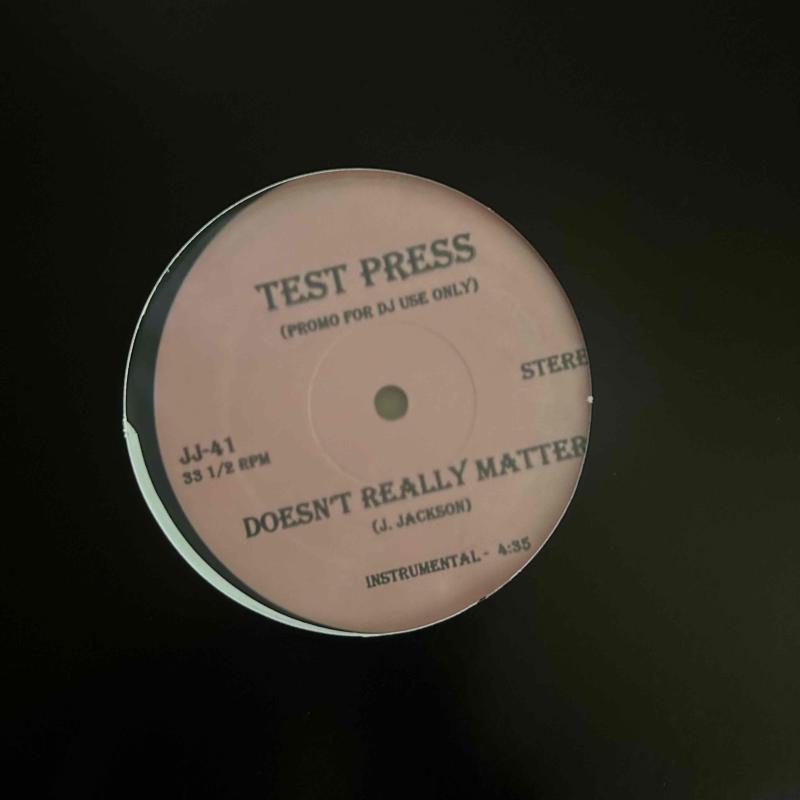 TEST PRESS
(PROMO FOR DJ USE ONLY)
STERE
JJ-41
33 1/2 RPM
DOESN'T REALLY MATTER
(J. JACKSON)
INSTRUMENTAL - 4:35